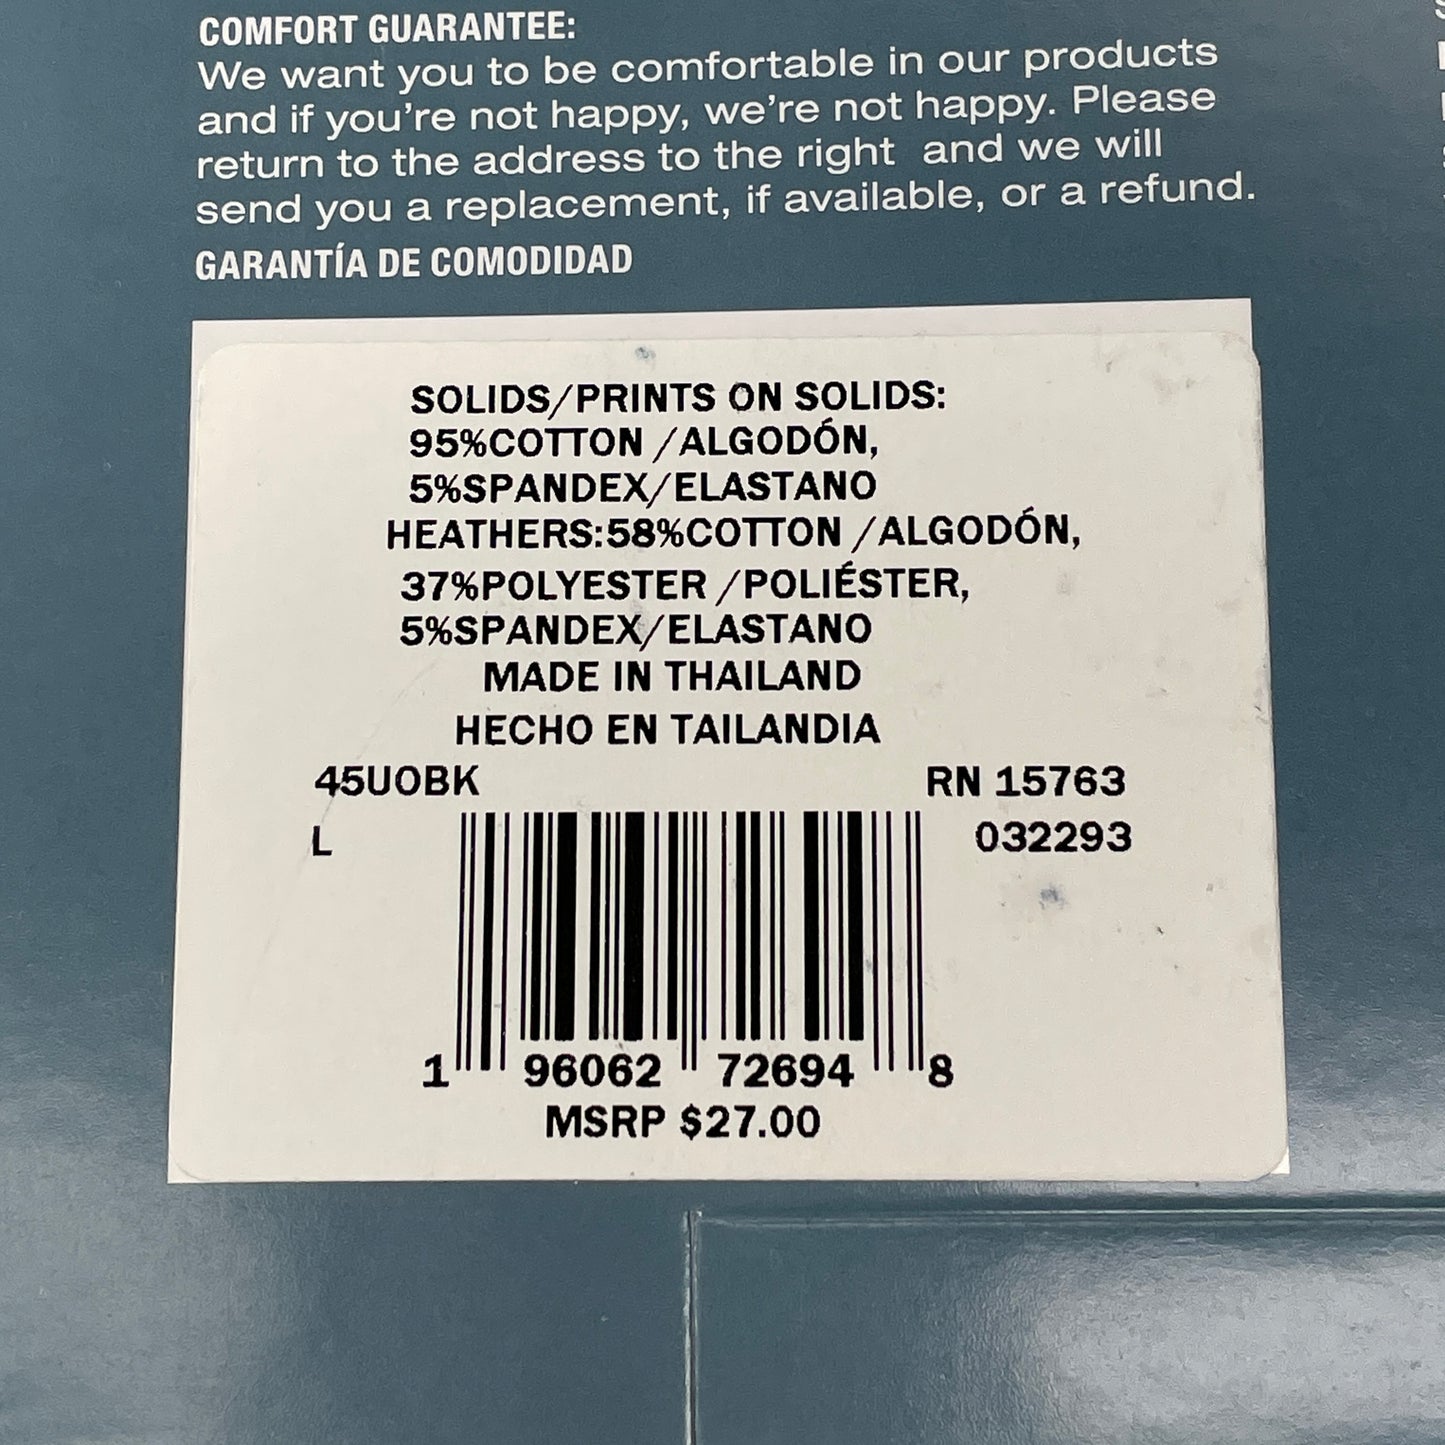 COMFORT GUARANTEE:
We want you to be comfortable in our products
and if you're not happy, we're not happy. Please
return to the address to the right and we will
send you a replacement, if available, or a refund.
GARANTÍA DE COMODIDAD
SOLIDS/PRINTS ON SOLIDS:
95%COTTON /ALGODÓN,
5%SPANDEX/ELASTANO
HEATHERS:58%COTTON /ALGODÓN,
37%POLYESTER /POLIÉSTER,
5%SPANDEX/ELASTANO
MADE IN THAILAND
HECHO EN TAILANDIA
45UOBK RN 15763
L 032293
1 96062 72694 8
MSRP $27.00